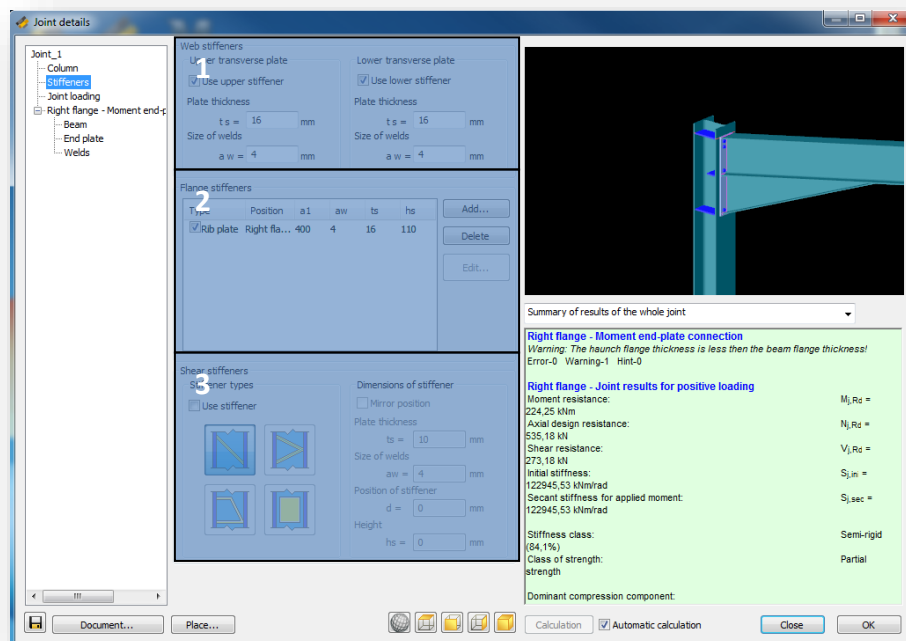 Joint details
Joint_1
Column
Stiffeners
Joint loading
Right flange - Moment end-p
Beam
End plate
Welds
Web stiffeners
1
Upper transverse plate
Lower transverse plate
Use upper stiffener
Use lower stiffener
Plate thickness
Plate thickness
t s = 16 mm
t s = 16 mm
Size of welds
Size of welds
a w = 4 mm
a w = 4 mm
Flange stiffeners
2
Type Position a1 aw ts hs
Rib plate Right fla... 400 4 16 110
Add...
Delete
Edit...
Shear stiffeners
3
Stiffener types
Dimensions of stiffener
Use stiffener
Mirror position
Plate thickness
ts = 10 mm
Size of welds
aw = 4 mm
Position of stiffener
d = 0 mm
Height
hs = 0 mm
Summary of results of the whole joint
Right flange - Moment end-plate connection
Warning: The haunch flange thickness is less then the beam flange thickness!
Error-0 Warning-1 Hint-0
Right flange - Joint results for positive loading
Moment resistance: Mj,Rd =
224,25 kNm
Axial design resistance: Nj,Rd =
535,18 kN
Shear resistance: Vj,Rd =
273,18 kN
Initial stiffness: Sj,ini =
122945,53 kNm/rad
Secant stiffness for applied moment: Sj,sec =
122945,53 kNm/rad
Stiffness class: Semi-rigid
(84,1%)
Class of strength: Partial
strength
Dominant compression component:
Document...
Place...
Calculation
Automatic calculation
Close
OK